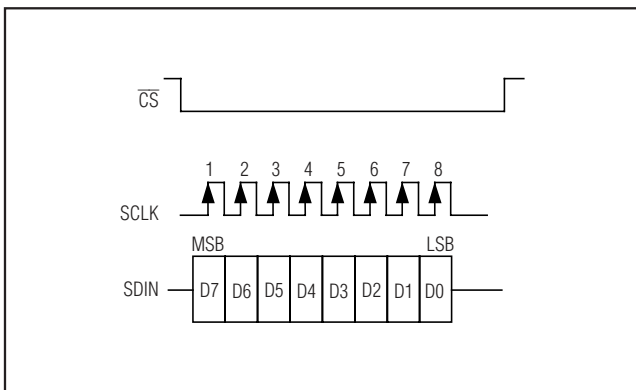 C̅S̅
1 2 3 4 5 6 7 8
SCLK
MSB LSB
SDIN D7 D6 D5 D4 D3 D2 D1 D0